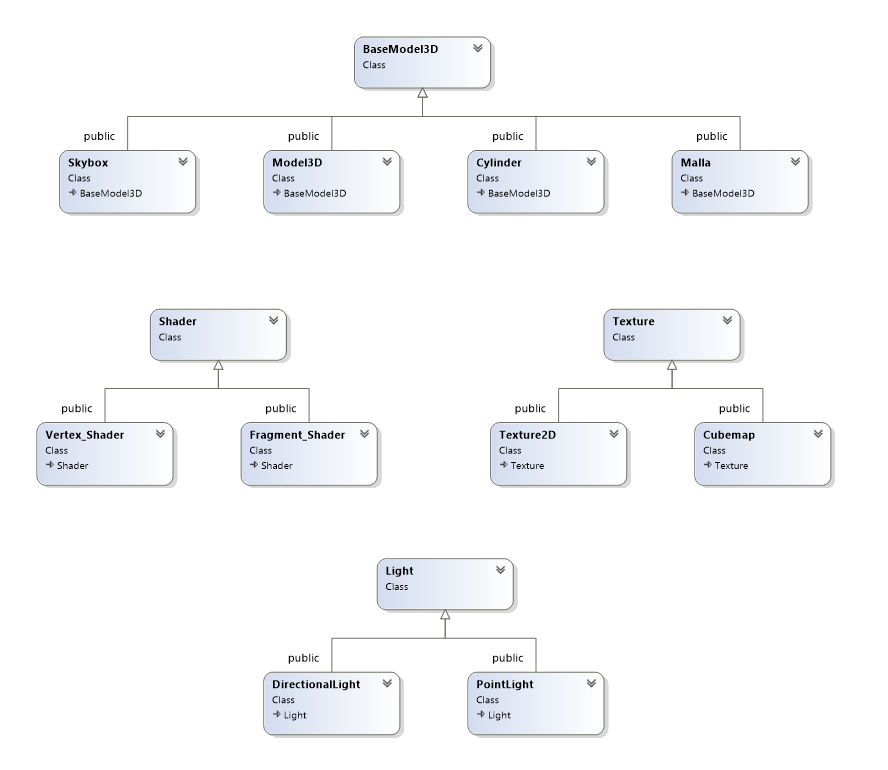 BaseModel3D
Class
public public public public
Skybox Model3D Cylinder Malla
Class Class Class Class
BaseModel3D BaseModel3D BaseModel3D BaseModel3D
Shader Texture
Class Class
public public public public
Vertex_Shader Fragment_Shader Texture2D Cubemap
Class Class Class Class
Shader Shader Texture Texture
Light
Class
public public
DirectionalLight PointLight
Class Class
Light Light